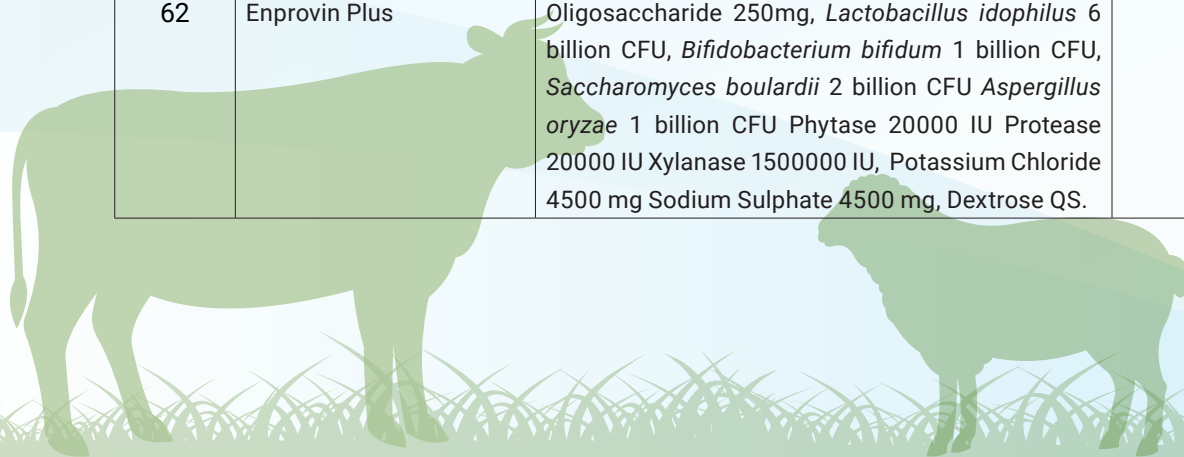 62
Enprovin Plus
Oligosaccharide 250mg, Lactobacillus idophilus 6
billion CFU, Bifidobacterium bifidum 1 billion CFU,
Saccharomyces boulardii 2 billion CFU Aspergillus
oryzae 1 billion CFU Phytase 20000 IU Protease
20000 IU Xylanase 1500000 IU, Potassium Chloride
4500 mg Sodium Sulphate 4500 mg, Dextrose QS.